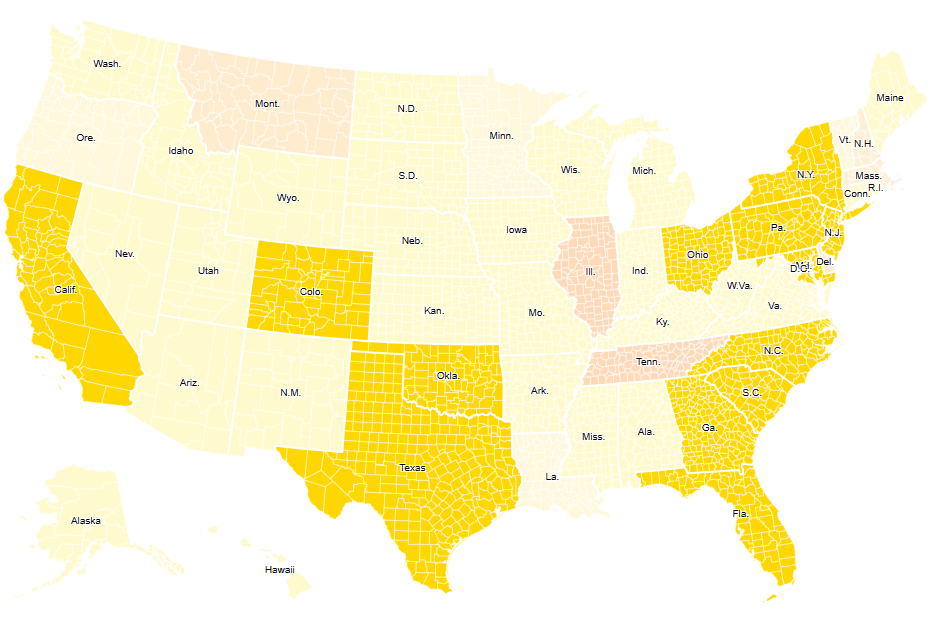 Wash.
Mont.
N.D.
Minn.
Maine
Ore.
Idaho
Vt.
N.H.
Wis.
Mich.
S.D.
N.Y.
Mass.
R.I.
Conn.
Wyo.
Iowa
Pa.
N.J.
Neb.
Nev.
Ohio
Utah
Ill.
Ind.
Md.
Del.
D.C.
Calif.
Colo.
W.Va.
Va.
Kan.
Mo.
Ky.
N.C.
Tenn.
Ariz.
Okla.
N.M.
Ark.
S.C.
Ga.
Miss.
Ala.
Texas
La.
Fla.
Alaska
Hawaii